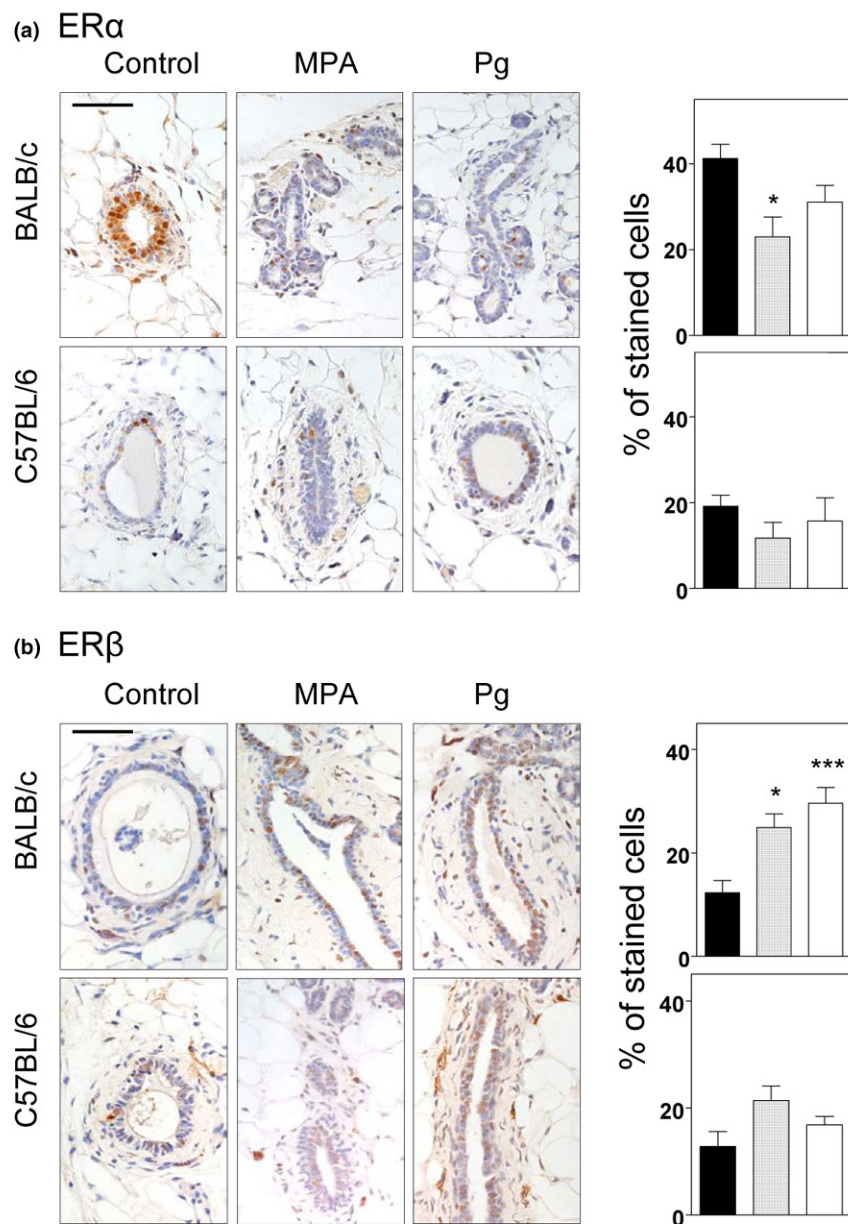 (a) ERα
Control MPA Pg
BALB/c
C57BL/6
% of stained cells
40
*
20
0
40
20
0
(b) ERβ
Control MPA Pg
BALB/c
C57BL/6
% of stained cells
40
***
*
20
0
40
20
0